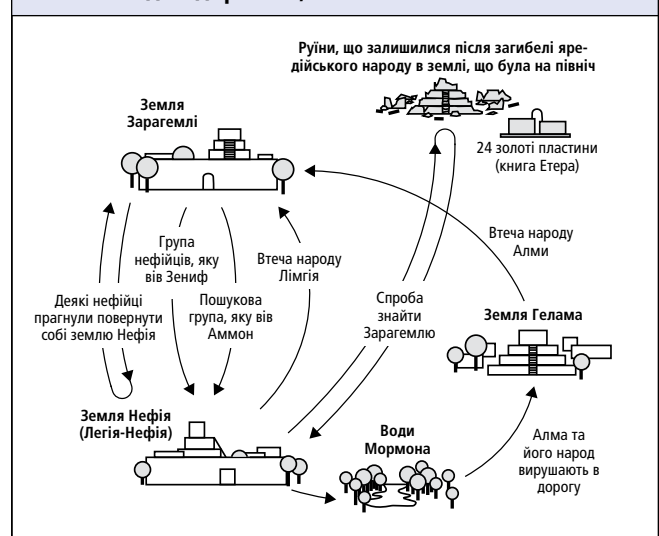 Руїни, що залишилися після загибелі яре-
дійського народу в землі, що була на північ
24 золоті пластини
(книга Етера)
Земля
Зарагемлі
Втеча народу
Алми
Група
нефійців, яку
вів Зениф
Втеча народу
Лімгія
Деякі нефійці
прагнули повернути
собі землю Нефія
Пошукова
група, яку вів
Аммон
Спроба
знайти
Зарагемлю
Земля Гелама
Земля Нефія
(Легія-Нефія)
Води
Мормона
Алма та
його народ
вирушають в
дорогу